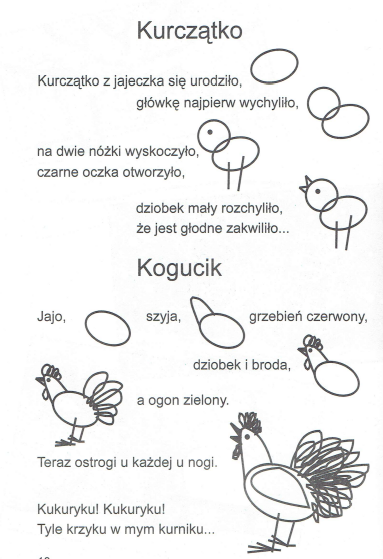 Kurczątko
Kurczątko z jajeczka się urodziło,
główkę najpierw wychyliło,
na dwie nóżki wyskoczyło,
czarne oczka otworzyło,
dziobek mały rozchyliło,
że jest głodne zakwiliło...
Kogucik
Jajo, szyja, grzebień czerwony,
dziobek i broda,
a ogon zielony.
Teraz ostrogi u każdej u nogi.
Kukuryku! Kukuryku!
Tyle krzyku w mym kurniku...